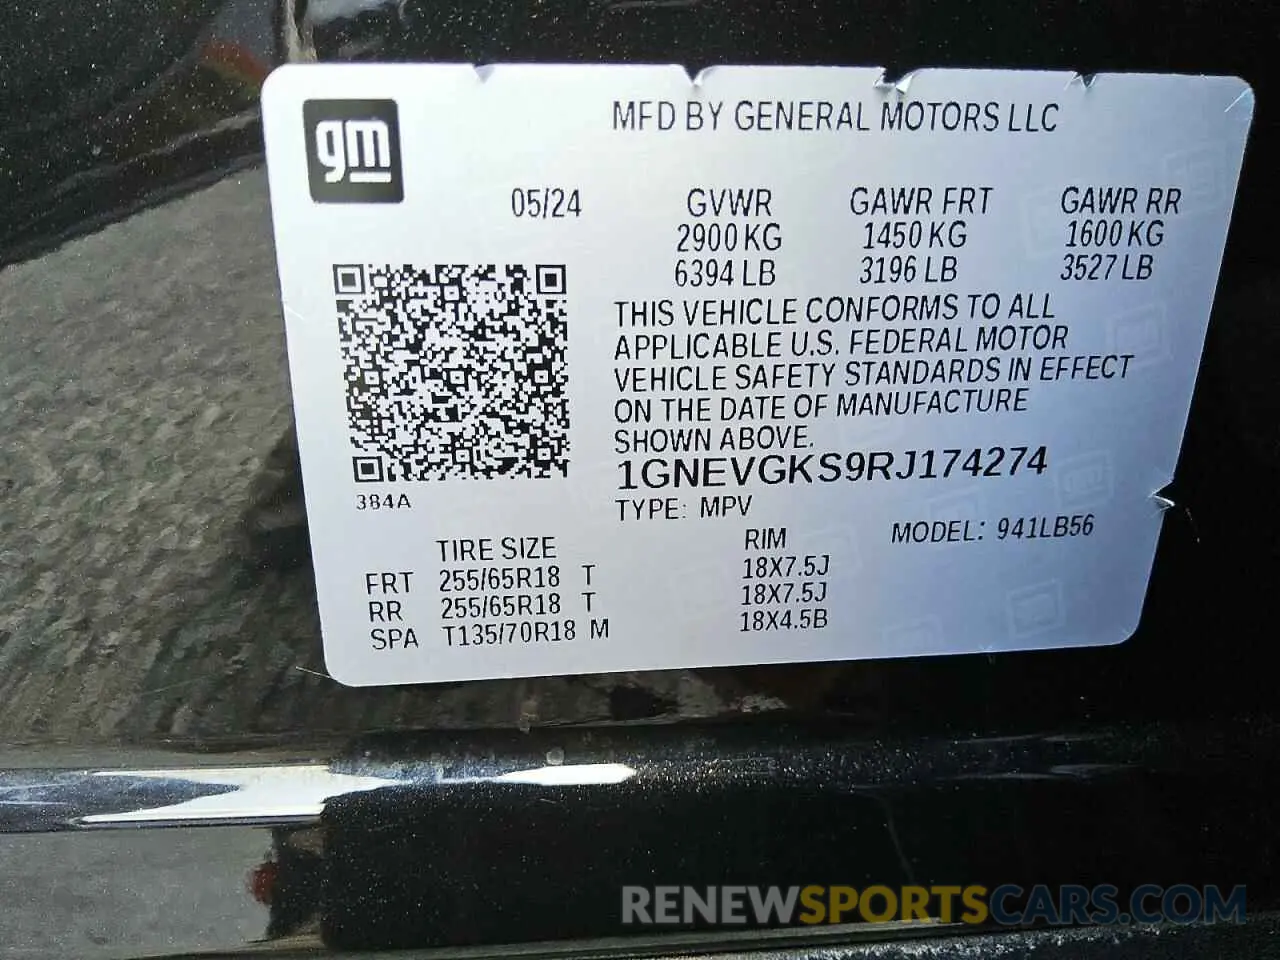 gm
MFD BY GENERAL MOTORS LLC
05/24 GVWR GAWR FRT GAWR RR
2900 KG 1450 KG 1600 KG
6394 LB 3196 LB 3527 LB
THIS VEHICLE CONFORMS TO ALL
APPLICABLE U.S. FEDERAL MOTOR
VEHICLE SAFETY STANDARDS IN EFFECT
ON THE DATE OF MANUFACTURE
SHOWN ABOVE.
1GNEVGKS9RJ174274
384A
TYPE: MPV
MODEL: 941LB56
TIRE SIZE RIM
FRT 255/65R18 T 18X7.5J
RR 255/65R18 T 18X7.5J
SPA T135/70R18 M 18X4.5B
RENEWSPORTSCARS.COM